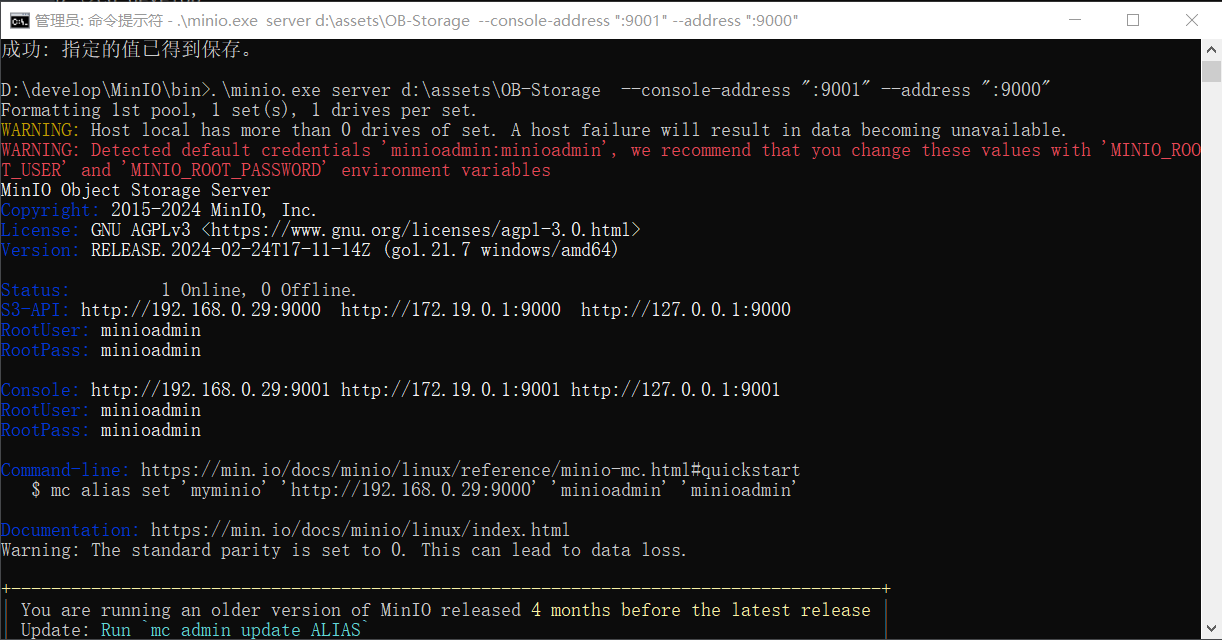 管理员: 命令提示符 - .\minio.exe  server d:\assets\OB-Storage  --console-address ":9001" --address ":9000"
成功: 指定的值已得到保存。
D:\develop\MinIO\bin>.\minio.exe server d:\assets\OB-Storage  --console-address ":9001" --address ":9000"
Formatting 1st pool, 1 set(s), 1 drives per set.
WARNING: Host local has more than 0 drives of set. A host failure will result in data becoming unavailable.
WARNING: Detected default credentials 'minioadmin:minioadmin', we recommend that you change these values with 'MINIO_ROO
T_USER' and 'MINIO_ROOT_PASSWORD' environment variables
MinIO Object Storage Server
Copyright: 2015-2024 MinIO, Inc.
License: GNU AGPLv3 <https://www.gnu.org/licenses/agpl-3.0.html>
Version: RELEASE.2024-02-24T17-11-14Z (go1.21.7 windows/amd64)
Status:         1 Online, 0 Offline.
S3-API: http://192.168.0.29:9000  http://172.19.0.1:9000  http://127.0.0.1:9000
RootUser: minioadmin
RootPass: minioadmin
Console: http://192.168.0.29:9001 http://172.19.0.1:9001 http://127.0.0.1:9001
RootUser: minioadmin
RootPass: minioadmin
Command-line: https://min.io/docs/minio/linux/reference/minio-mc.html#quickstart
   $ mc alias set 'myminio' 'http://192.168.0.29:9000' 'minioadmin' 'minioadmin'
Documentation: https://min.io/docs/minio/linux/index.html
Warning: The standard parity is set to 0. This can lead to data loss.
You are running an older version of MinIO released 4 months before the latest release
Update: Run `mc admin update ALIAS`